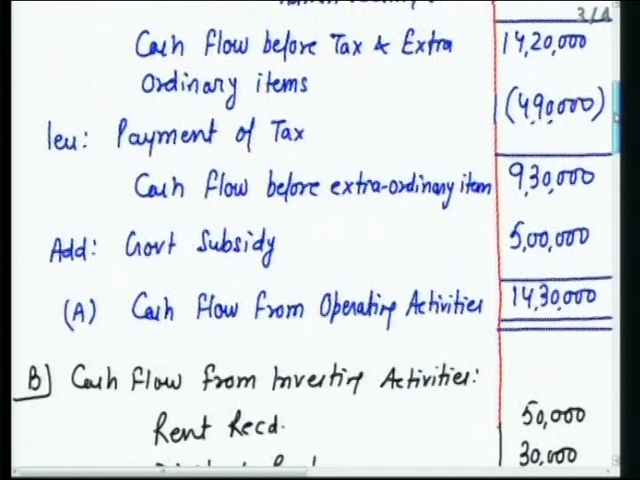 3/4
Cash Flow before Tax & Extra 14,20,000
Ordinary items
Less: Payment of Tax (4,90,000)
Cash Flow before extra-ordinary item 9,30,000
Add: Govt Subsidy 5,00,000
(A) Cash Flow From Operating Activities 14,30,000
B) Cash Flow from Investing Activities:
Rent Recd. 50,000
30,000